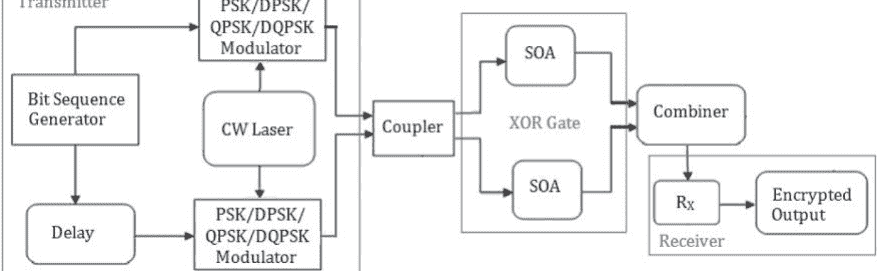 Transmitter
PSK/DPSK/
QPSK/DQPSK
Modulator
Bit Sequence
Generator
CW Laser
Delay
PSK/DPSK/
QPSK/DQPSK
Modulator
Coupler
SOA
XOR Gate
SOA
Combiner
RX
Encrypted
Output
Receiver